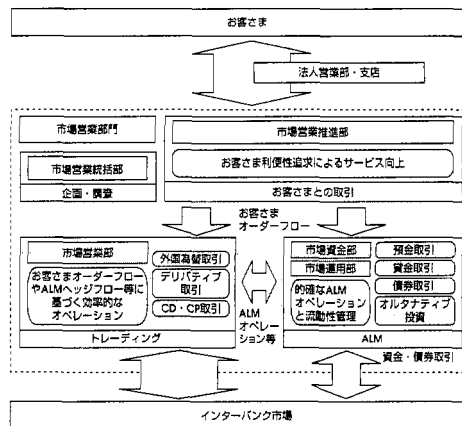 お客さま
法人営業部・支店
市場営業部門
市場営業統括部
企画・調査
市場営業推進部
お客さま利便性追求によるサービス向上
お客さまとの取引
お客さま
オーダーフロー
市場営業部
お客さまオーダーフロー
やALMヘッジフロー等に
基づく効率的な
オペレーション
外国為替取引
デリバティブ
取引
CD・CP取引
トレーディング
ALM
オペレー
ション等
市場資金部
市場運用部
的確なALM
オペレーション
と流動性管理
預金取引
資金取引
債券取引
オルタナティブ
投資
ALM
資金・債券取引
インターバンク市場